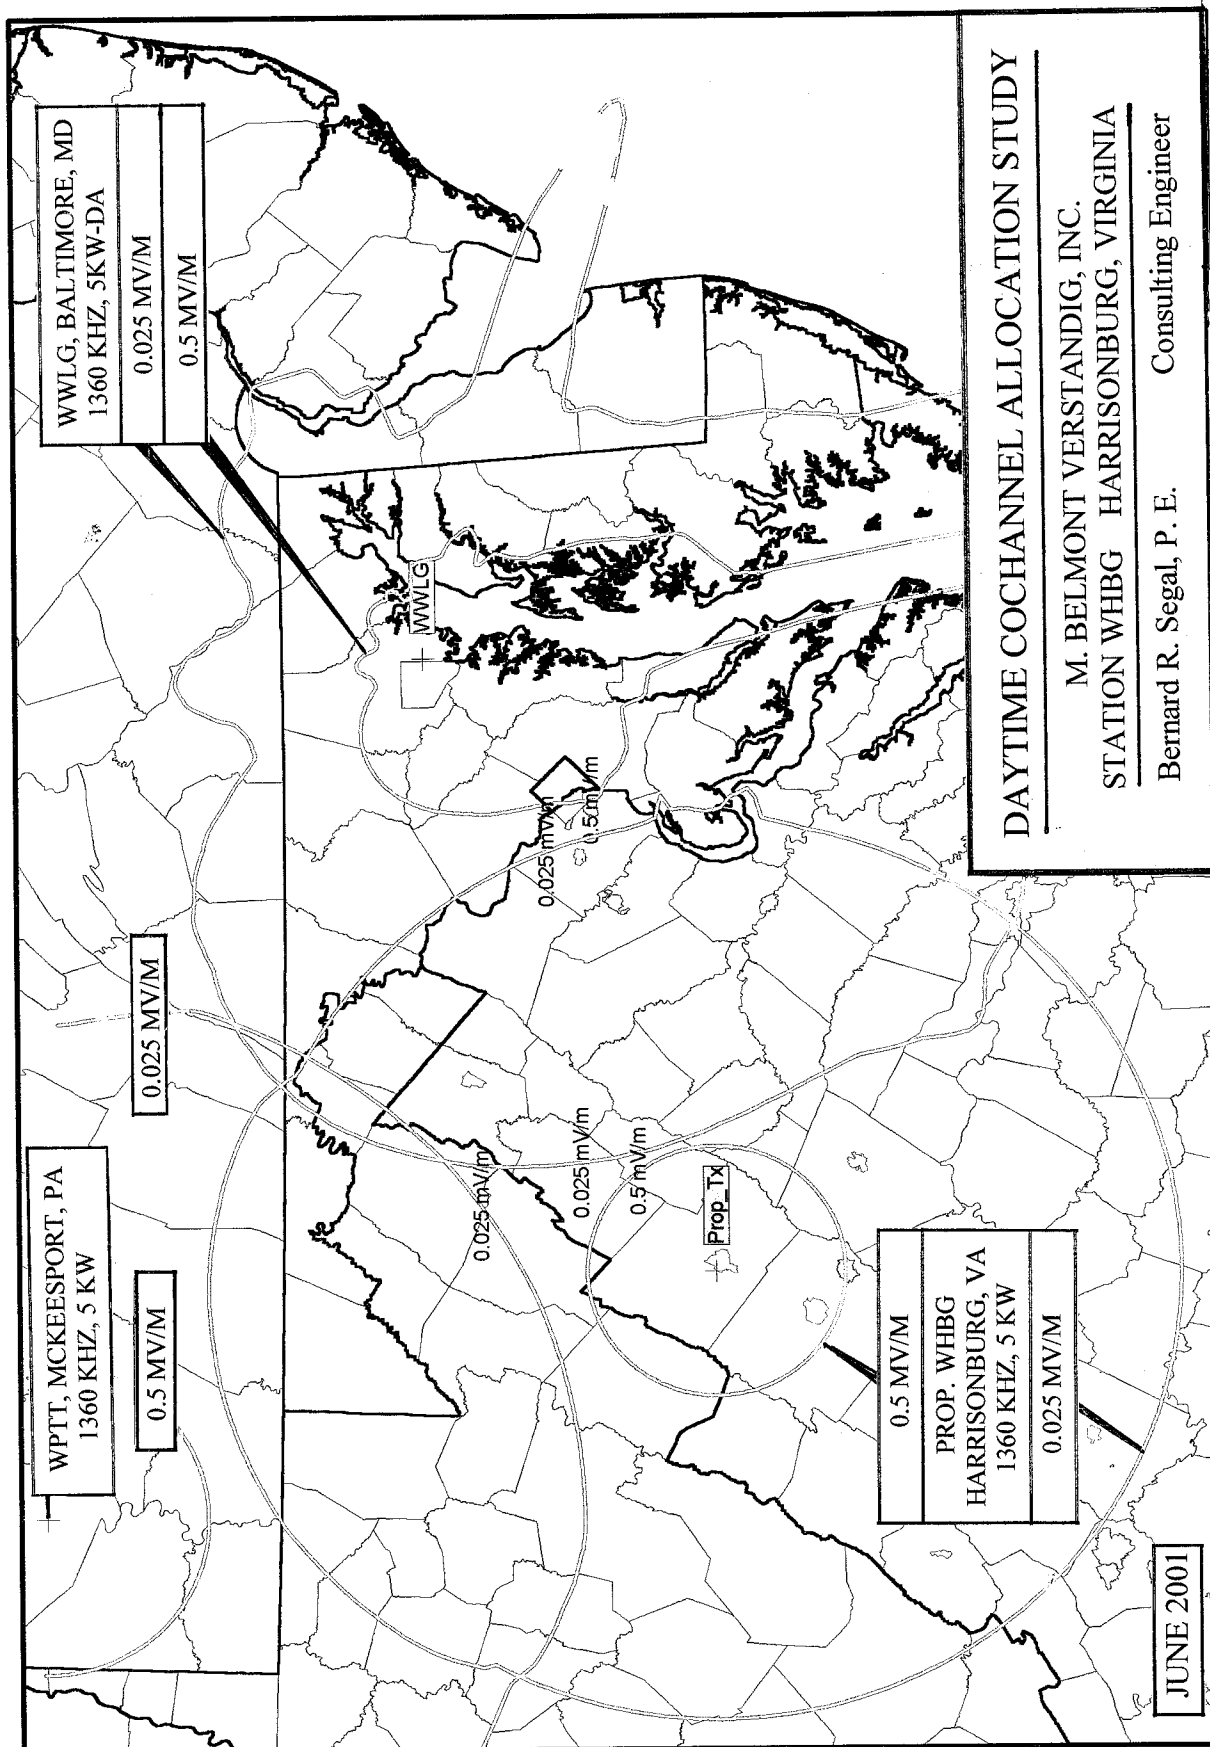 WPTT, MCKEESPORT, PA
1360 KHZ, 5 KW
0.5 MV/M
0.025 MV/M
WWLG, BALTIMORE, MD
1360 KHZ, 5KW-DA
0.025 MV/M
0.5 MV/M
WWLG
0.025 mV/m
0.5 mV/m
0.025 mV/m
0.025 mV/m
0.5 mV/m
Prop_Tx
0.5 MV/M
PROP. WHBG
HARRISONBURG, VA
1360 KHZ, 5 KW
0.025 MV/M
JUNE 2001
DAYTIME COCHANNEL ALLOCATION STUDY
M. BELMONT VERSTANDIG, INC.
STATION WHBG HARRISONBURG, VIRGINIA
Bernard R. Segal, P. E. Consulting Engineer